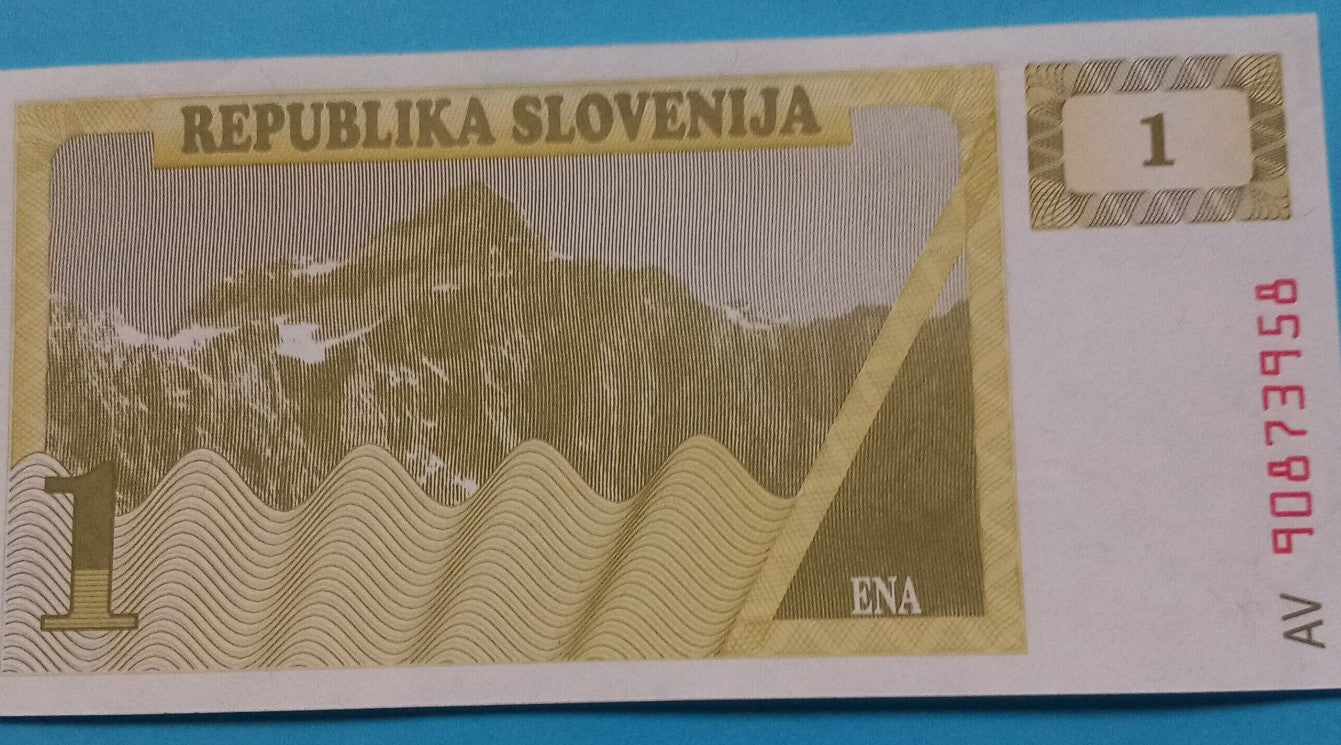 REPUBLIKA SLOVENIJA
1
1
ENA
AV 90873958